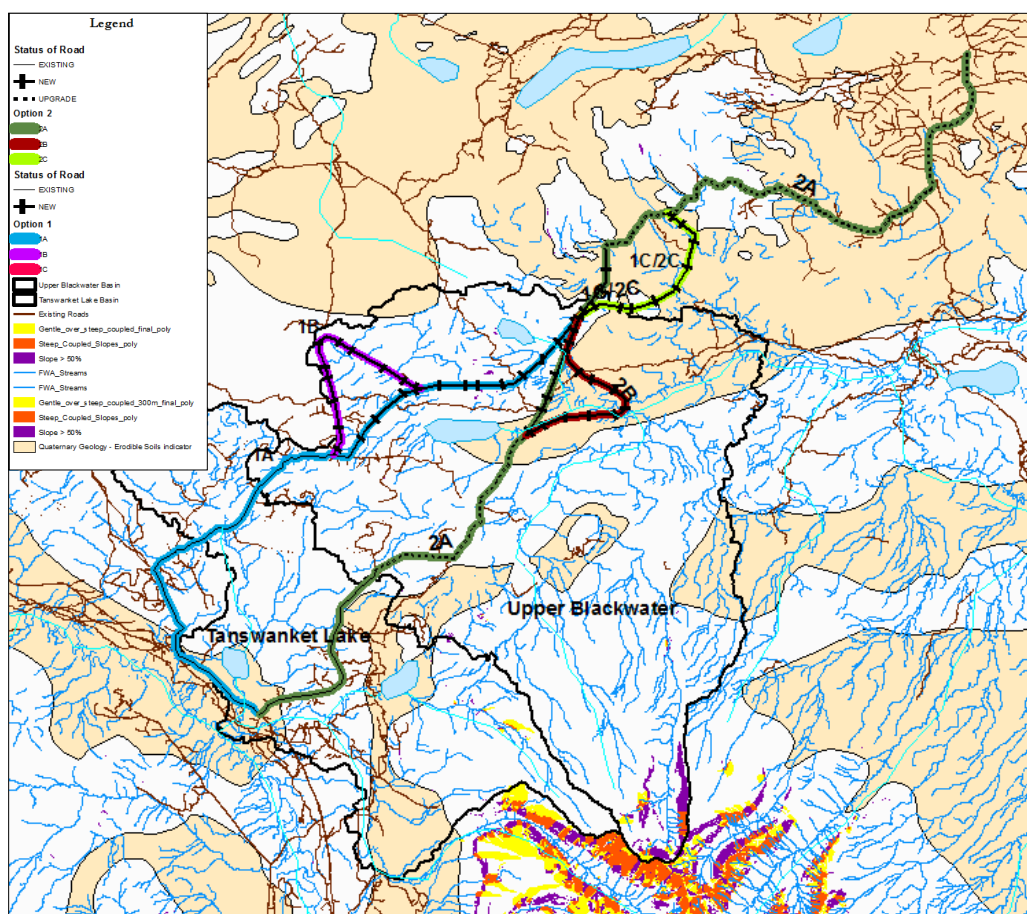 Legend
Status of Road
EXISTING
NEW
UPGRADE
Option 2
2A
2B
2C
Status of Road
EXISTING
NEW
Option 1
1A
1B
1C
Upper Blackwater Basin
Tanswanket Lake Basin
Existing Roads
Gentle_over_steep_coupled_final_poly
Steep_Coupled_Slopes_poly
Slope > 50%
FWA_Streams
FWA_Streams
Gentle_over_steep_coupled_300m_final_poly
Steep_Coupled_Slopes_poly
Slope > 50%
Quaternary Geology - Erodible Soils indicator
2A
1C/2C
1C/2C
1B
2B
1A
2A
Upper Blackwater
Tanswanket Lake